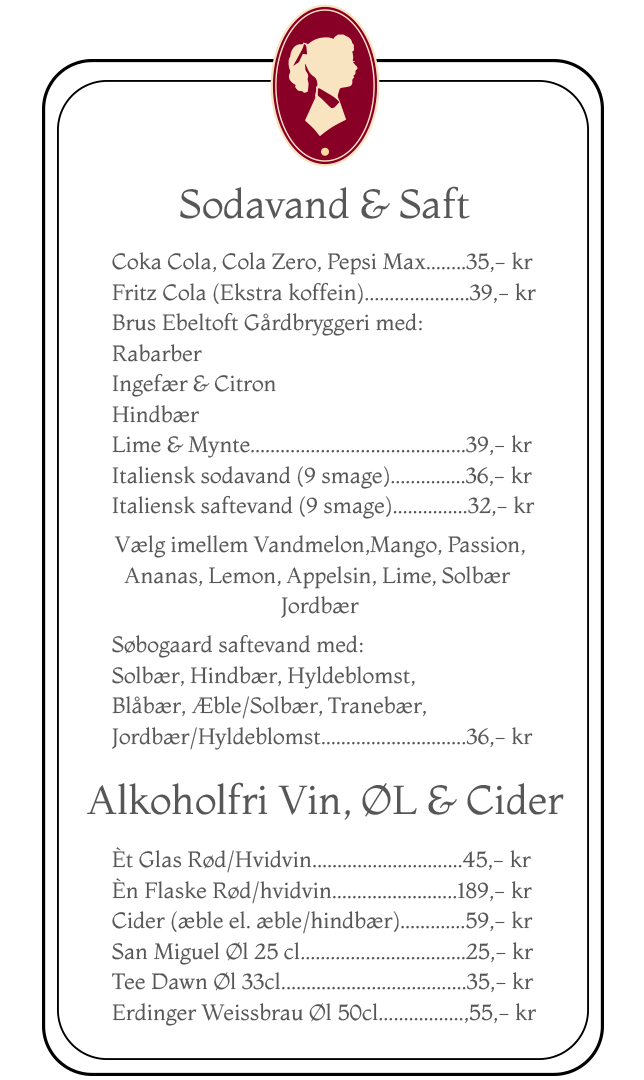 Sodavand & Saft
Coka Cola, Cola Zero, Pepsi Max........35,- kr
Fritz Cola (Ekstra koffein).....................39,- kr
Brus Ebeltoft Gårdbryggeri med:
Rabarber
Ingefær & Citron
Hindbær
Lime & Mynte...........................................39,- kr
Italiensk sodavand (9 smage)...............36,- kr
Italiensk saftevand (9 smage)...............32,- kr
Vælg imellem Vandmelon,Mango, Passion,
Ananas, Lemon, Appelsin, Lime, Solbær
Jordbær
Søbogaard saftevand med:
Solbær, Hindbær, Hyldeblomst,
Blåbær, Æble/Solbær, Tranebær,
Jordbær/Hyldeblomst.............................36,- kr
Alkoholfri Vin, ØL & Cider
Èt Glas Rød/Hvidvin..............................45,- kr
Èn Flaske Rød/hvidvin.........................189,- kr
Cider (æble el. æble/hindbær).............59,- kr
San Miguel Øl 25 cl.................................25,- kr
Tee Dawn Øl 33cl.....................................35,- kr
Erdinger Weissbrau Øl 50cl.................,55,- kr